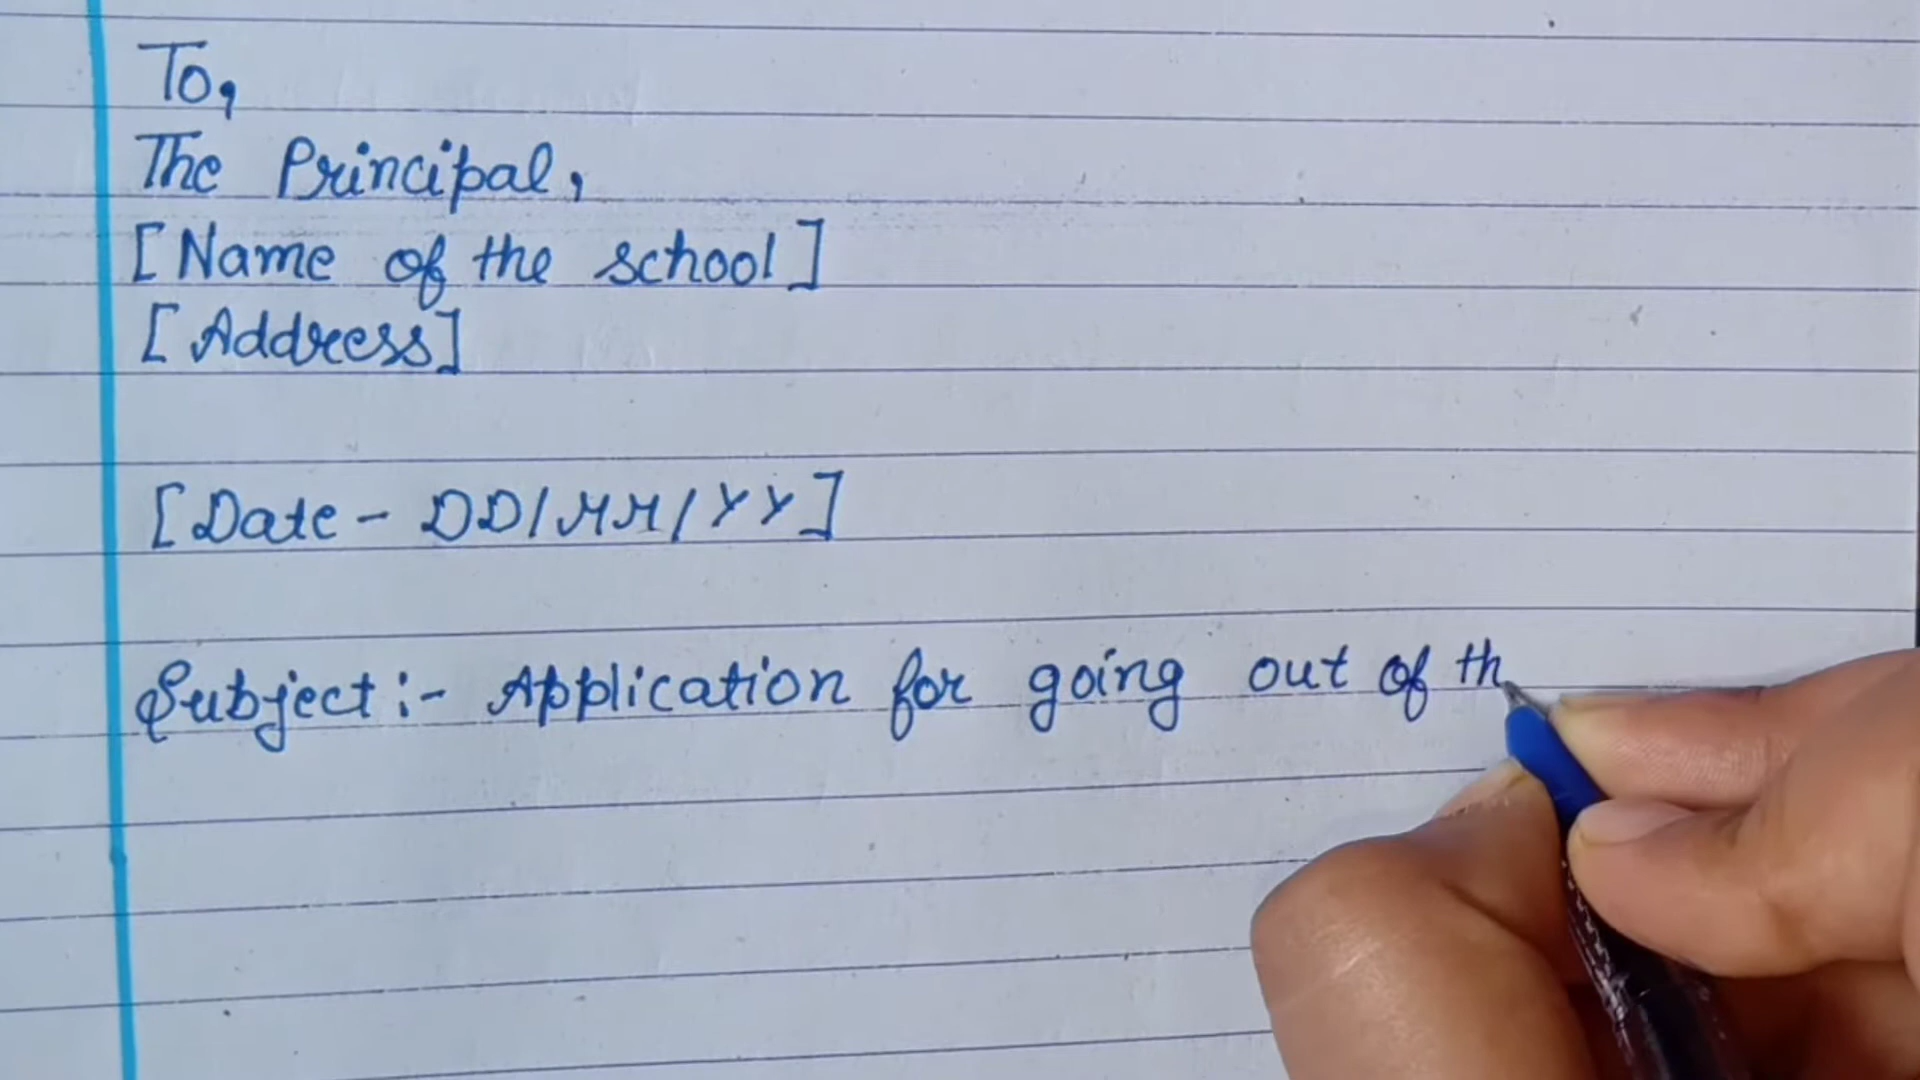 To,
The Principal,
[Name of the school]
[Address]
[Date - DD/MM/YY]
Subject:- Application for going out of th